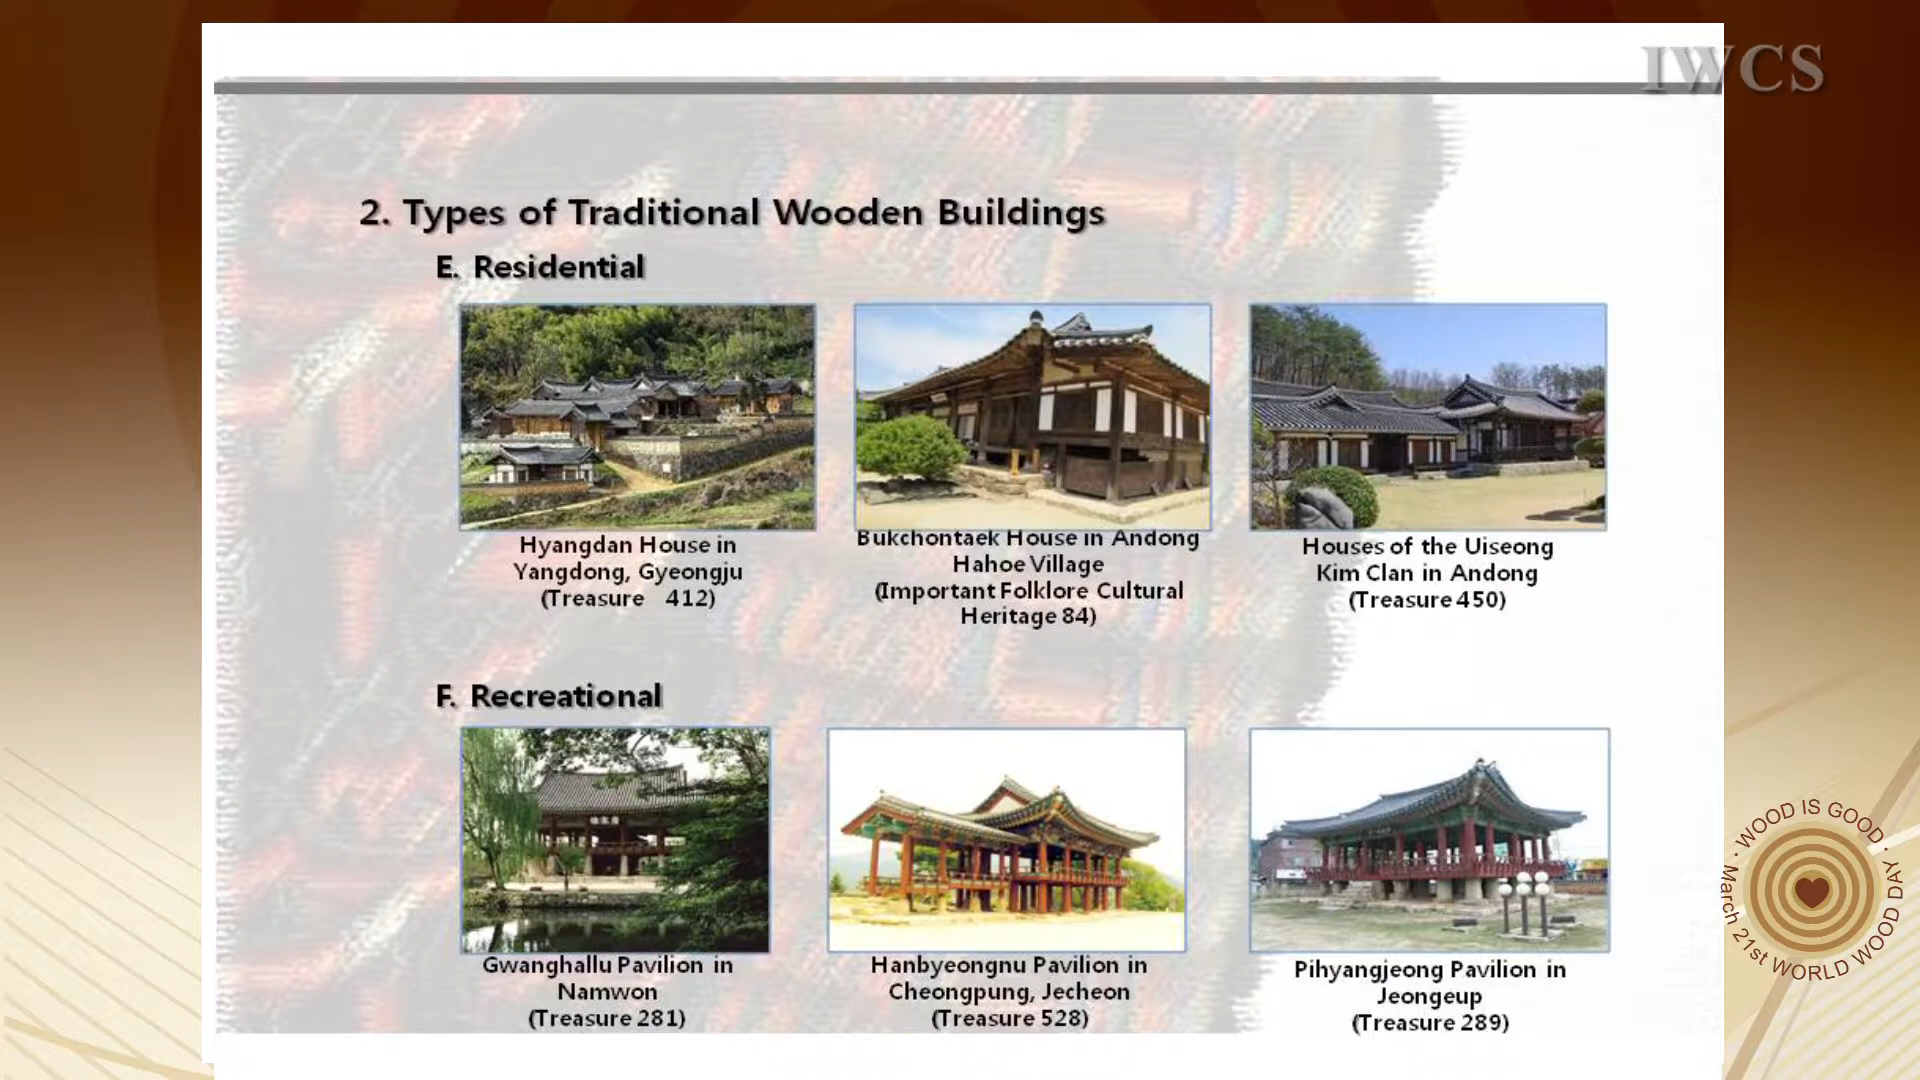 IWCS
2. Types of Traditional Wooden Buildings
E. Residential
Hyangdan House in
Yangdong, Gyeongju
(Treasure 412)
Bukchontaek House in Andong
Hahoe Village
(Important Folklore Cultural
Heritage 84)
Houses of the Uiseong
Kim Clan in Andong
(Treasure 450)
F. Recreational
Gwanghallu Pavilion in
Namwon
(Treasure 281)
Hanbyeongnu Pavilion in
Cheongpung, Jecheon
(Treasure 528)
Pihyangjeong Pavilion in
Jeongeup
(Treasure 289)
· WOOD IS GOOD ·
March 21st WORLD WOOD DAY